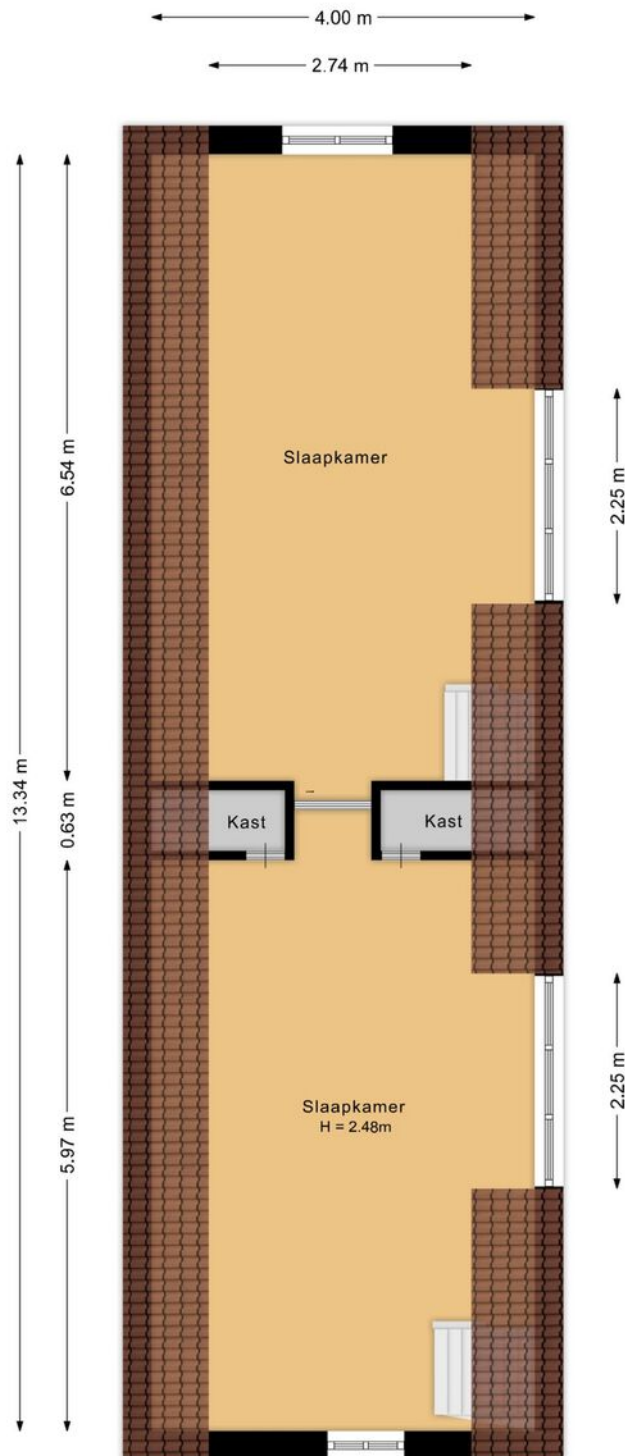 4.00 m
2.74 m
6.54 m
2.25 m
Slaapkamer
13.34 m
0.63 m
Kast
Kast
5.97 m
2.25 m
Slaapkamer
H = 2.48m